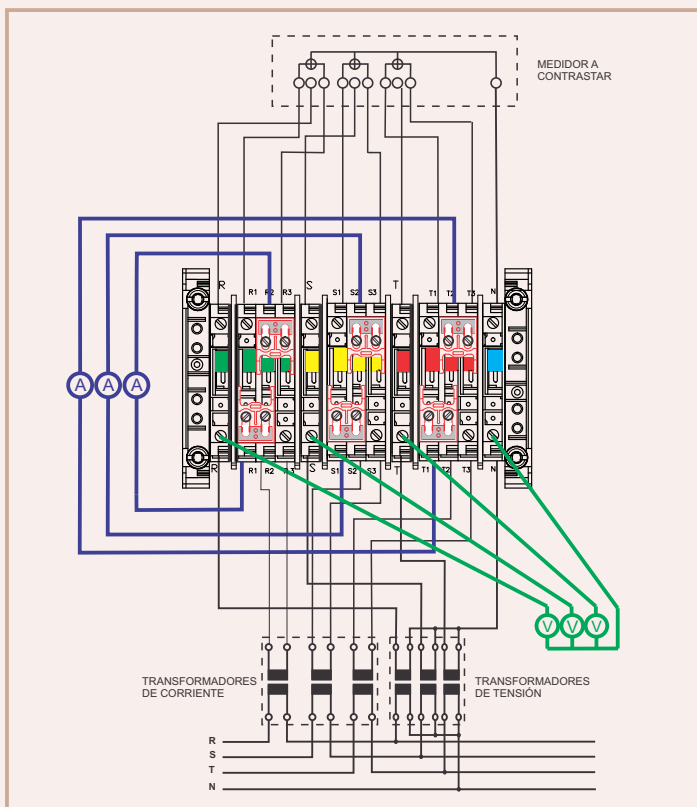 MEDIDOR A
CONTRASTAR
R R1 R2 R3 S S1 S2 S3 T T1 T2 T3 N
A A A
R R1 R2 R3 S S1 S2 S3 T T1 T2 T3 N
V V V
TRANSFORMADORES
DE CORRIENTE
TRANSFORMADORES
DE TENSIÓN
R
S
T
N